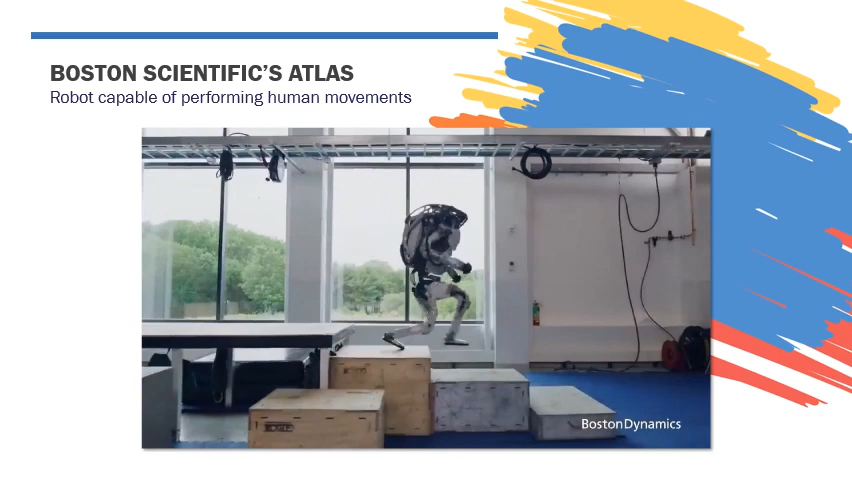 BOSTON SCIENTIFIC’S ATLAS
Robot capable of performing human movements
BostonDynamics